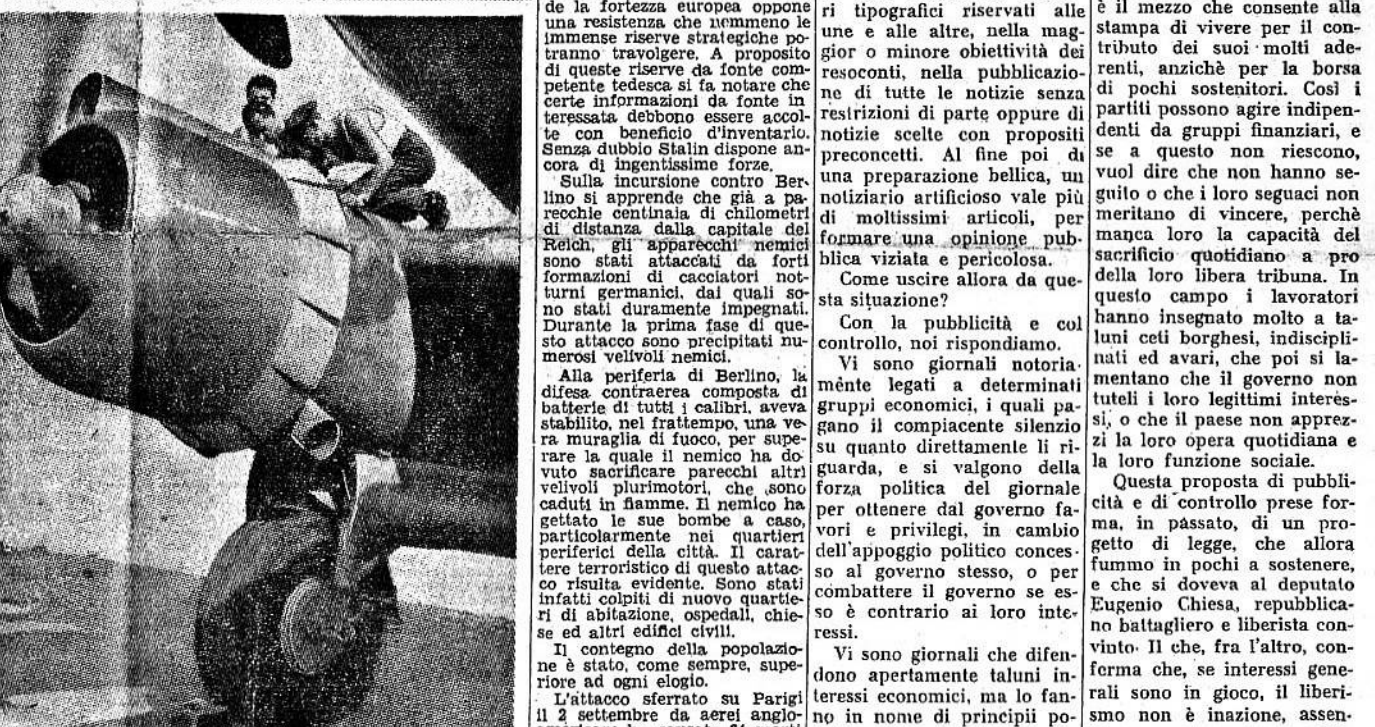 de la fortezza europea oppone
una resistenza che nemmeno le
immense riserve strategiche po-
tranno travolgere. A proposito
di queste riserve da fonte com-
petente tedesca si fa notare che
certe informazioni da fonte in
teressata debbono essere accol-
te con beneficio d'inventario.
Senza dubbio Stalin dispone an-
cora di ingentissime forze.
Sulla incursione contro Ber-
lino si apprende che già a pa-
recchie centinaia di chilometri
di distanza dalla capitale del
Reich, gli apparecchi nemici
sono stati attaccati da forti
formazioni di cacciatori not-
turni germanici, dai quali so-
no stati duramente impegnati.
Durante la prima fase di que-
sto attacco sono precipitati nu-
merosi velivoli nemici.
Alla periferia di Berlino, la
difesa contraerea composta di
batterie di tutti i calibri, aveva
stabilito, nel frattempo, una ve-
ra muraglia di fuoco, per supe-
rare la quale il nemico ha do-
vuto sacrificare parecchi altri
velivoli plurimotori, che sono
caduti in fiamme. Il nemico ha
gettato le sue bombe a caso,
particolarmente nei quartieri
periferici della città. Il carat-
tere terroristico di questo attac-
co risulta evidente. Sono stati
infatti colpiti di nuovo quartie-
ri di abitazione, ospedali, chie-
se ed altri edifici civili.
Il contegno della popolazio-
ne è stato, come sempre, supe-
riore ad ogni elogio.
L'attacco sferrato su Parigi
il 2 settembre da aerei anglo-
ri tipografici riservati alle
une e alle altre, nella mag-
gior o minore obiettività dei
resoconti, nella pubblicazio-
ne di tutte le notizie senza
restrizioni di parte oppure di
notizie scelte con propositi
preconcetti. Al fine poi di
una preparazione bellica, un
notiziario artificioso vale più
di moltissimi articoli, per
formare una opinione pub-
blica viziata e pericolosa.
Come uscire allora da que-
sta situazione?
Con la pubblicità e col
controllo, noi rispondiamo.
Vi sono giornali notoria-
mente legati a determinati
gruppi economici, i quali pa-
gano il compiacente silenzio
su quanto direttamente li ri-
guarda, e si valgono della
forza politica del giornale
per ottenere dal governo fa-
vori e privilegi, in cambio
dell'appoggio politico conces-
so al governo stesso, o per
combattere il governo se es-
so è contrario ai loro inte-
ressi.
Vi sono giornali che difen-
dono apertamente taluni in-
teressi economici, ma lo fan-
no in nome di principii po-
è il mezzo che consente alla
stampa di vivere per il con-
tributo dei suoi molti ade-
renti, anzichè per la borsa
di pochi sostenitori. Così i
partiti possono agire indipen-
denti da gruppi finanziari, e
se a questo non riescono,
vuol dire che non hanno se-
guito o che i loro seguaci non
meritano di vincere, perchè
manca loro la capacità del
sacrificio quotidiano a pro
della loro libera tribuna. In
questo campo i lavoratori
hanno insegnato molto a ta-
luni ceti borghesi, indiscipli-
nati ed avari, che poi si la-
mentano che il governo non
tuteli i loro legittimi interes-
si, o che il paese non apprez-
zi la loro opera quotidiana e
la loro funzione sociale.
Questa proposta di pubbli-
cità e di controllo prese for-
ma, in passato, di un pro-
getto di legge, che allora
fummo in pochi a sostenere,
e che si doveva al deputato
Eugenio Chiesa, repubblica-
no battagliero e liberista con-
vinto. Il che, fra l'altro, con-
ferma che, se interessi gene-
rali sono in gioco, il liberi-
smo non è inazione, assen.